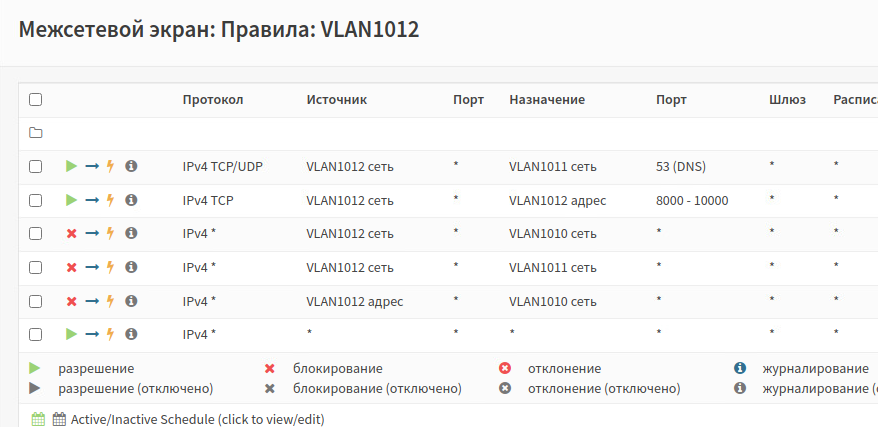 Межсетевой экран: Правила: VLAN1012
Протокол Источник Порт Назначение Порт Шлюз Расписа
IPv4 TCP/UDP VLAN1012 сеть * VLAN1011 сеть 53 (DNS) * *
IPv4 TCP VLAN1012 сеть * VLAN1012 адрес 8000 - 10000 * *
IPv4 * VLAN1012 сеть * VLAN1010 сеть * * *
IPv4 * VLAN1012 сеть * VLAN1011 сеть * * *
IPv4 * VLAN1012 адрес * VLAN1010 сеть * * *
IPv4 * * * * * * *
разрешение блокирование отклонение журналирование
разрешение (отключено) блокирование (отключено) отклонение (отключено) журналирование (
Active/Inactive Schedule (click to view/edit)